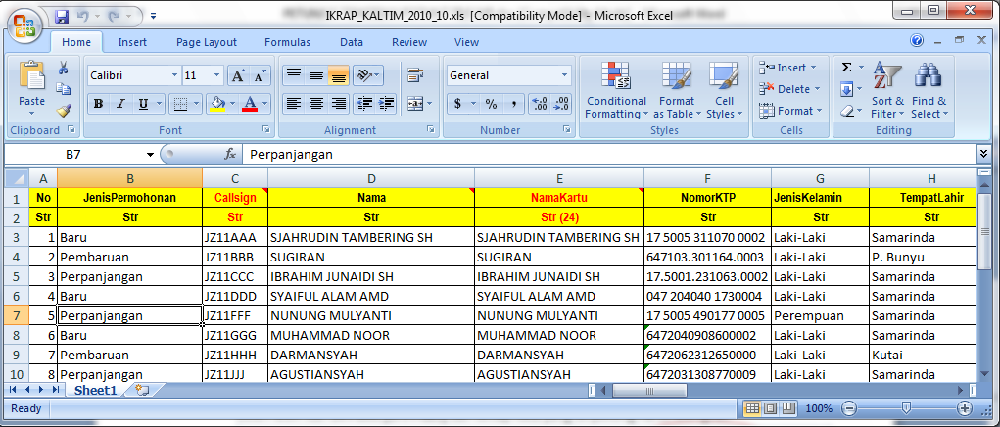 IKRAP_KALTIM_2010_10.xls [Compatibility Mode] - Microsoft Excel
Home Insert Page Layout Formulas Data Review View
Paste Calibri 11 A A General Conditional Formatting Format as Table Cell Styles Insert Delete Format Σ Sort & Filter Find & Select
B I U A $ % , .0 .00 .00 .0
Clipboard Font Alignment Number Styles Cells Editing
B7 fx Perpanjangan
A B C D E F G H
1 No JenisPermohonan Callsign Nama NamaKartu NomorKTP JenisKelamin TempatLahir
2 Str Str Str Str Str (24) Str Str Str
3 1 Baru JZ11AAA SJAHRUDIN TAMBERING SH SJAHRUDIN TAMBERING SH 17 5005 311070 0002 Laki-Laki Samarinda
4 2 Pembaruan JZ11BBB SUGIRAN SUGIRAN 647103.301164.0003 Laki-Laki P. Bunyu
5 3 Perpanjangan JZ11CCC IBRAHIM JUNAIDI SH IBRAHIM JUNAIDI SH 17.5001.231063.0002 Laki-Laki Samarinda
6 4 Baru JZ11DDD SYAIFUL ALAM AMD SYAIFUL ALAM AMD 047 204040 1730004 Laki-Laki Samarinda
7 5 Perpanjangan JZ11FFF NUNUNG MULYANTI NUNUNG MULYANTI 17 5005 490177 0005 Perempuan Samarinda
8 6 Baru JZ11GGG MUHAMMAD NOOR MUHAMMAD NOOR 6472040908600002 Laki-Laki Samarinda
9 7 Pembaruan JZ11HHH DARMANSYAH DARMANSYAH 6472062312650000 Laki-Laki Kutai
10 8 Perpanjangan JZ11JJJ AGUSTIANSYAH AGUSTIANSYAH 6472031308770009 Laki-Laki Samarinda
Sheet1
Ready 100%